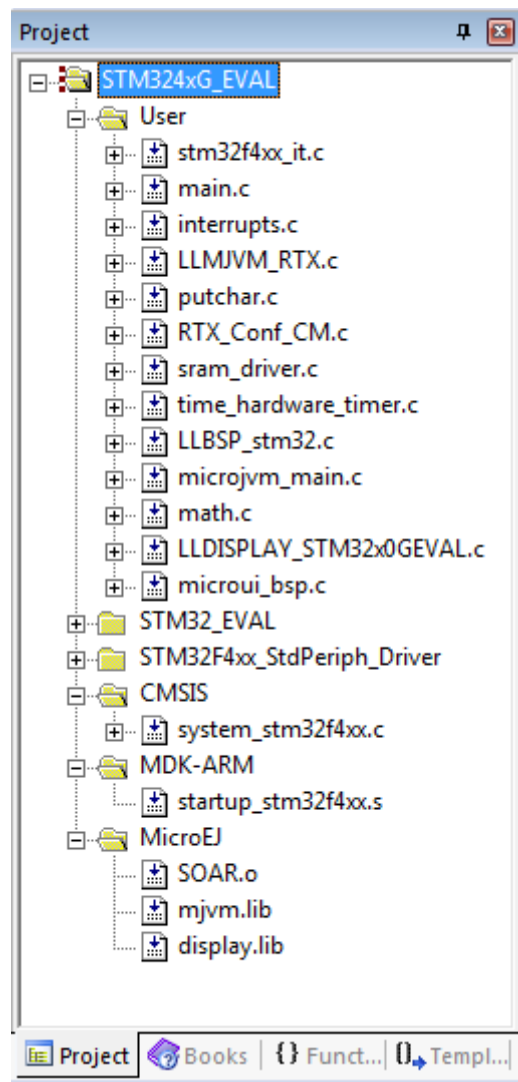 Project
STM324xG_EVAL
User
stm32f4xx_it.c
main.c
interrupts.c
LLMJVM_RTX.c
putchar.c
RTX_Conf_CM.c
sram_driver.c
time_hardware_timer.c
LLBSP_stm32.c
microjvm_main.c
math.c
LLDISPLAY_STM32x0GEVAL.c
microui_bsp.c
STM32_EVAL
STM32F4xx_StdPeriph_Driver
CMSIS
system_stm32f4xx.c
MDK-ARM
startup_stm32f4xx.s
MicroEJ
SOAR.o
mjvm.lib
display.lib
Project Books {} Funct... 0 Templ...